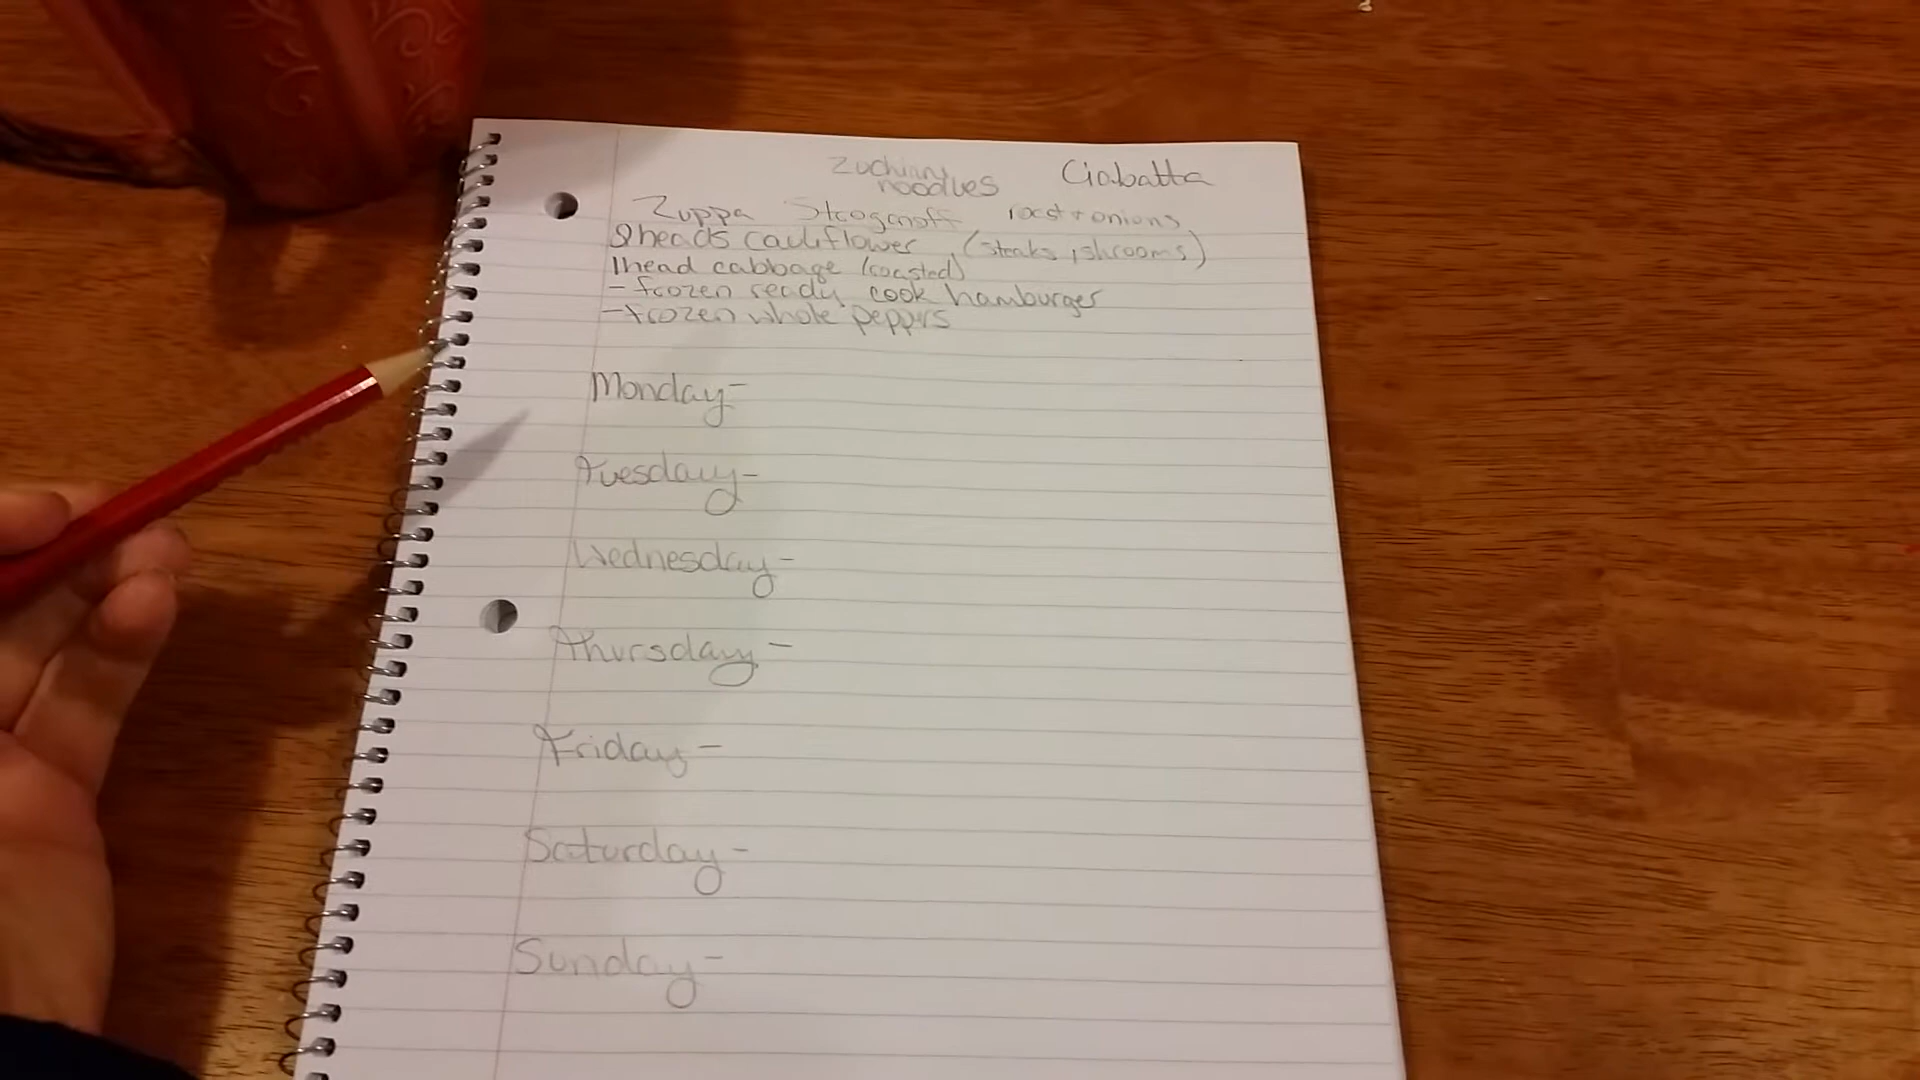 Zuchinny Ciabatta
noodles
Zuppa Stroganoff roast + onions
2 heads cauliflower (steaks, shrooms)
1 head cabbage (roasted)
- frozen ready cook hamburger
- frozen whole peppers
Monday -
Tuesday -
Wednesday -
Thursday -
Friday -
Saturday -
Sunday -